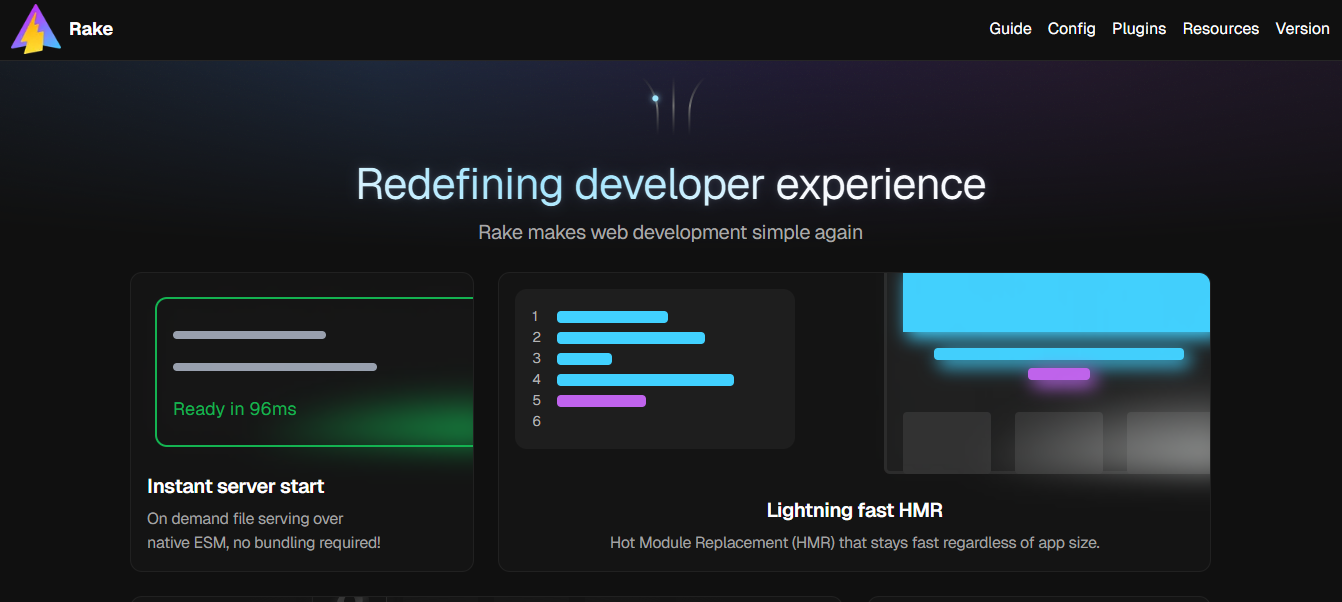 Rake
Guide Config Plugins Resources Version
Redefining developer experience
Rake makes web development simple again
Ready in 96ms
Instant server start
On demand file serving over
native ESM, no bundling required!
1
2
3
4
5
6
Lightning fast HMR
Hot Module Replacement (HMR) that stays fast regardless of app size.